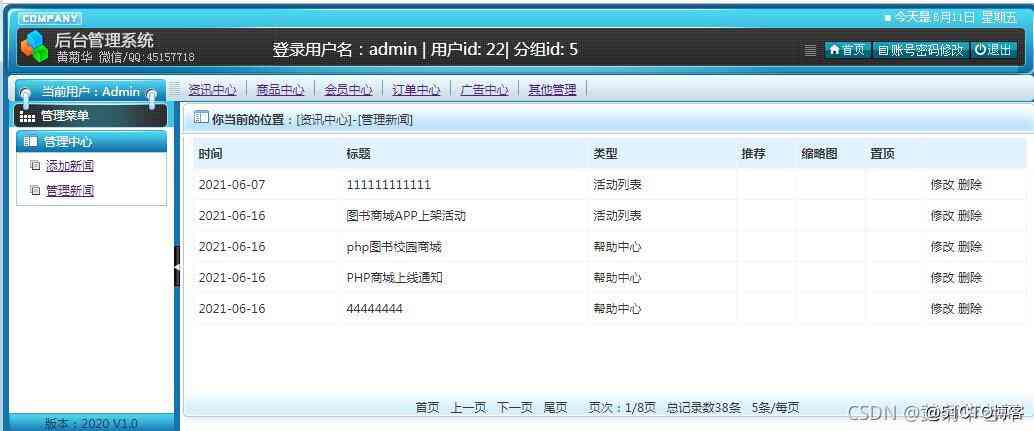 COMPANY
今天是 6月11日 星期五
后台管理系统
黄菊华 微信/QQ:45157718
登录用户名：admin | 用户id: 22| 分组id: 5
首页 账号密码修改 退出
当前用户：Admin
资讯中心 商品中心 会员中心 订单中心 广告中心 其他管理
管理菜单
你当前的位置：[资讯中心]-[管理新闻]
管理中心
添加新闻
管理新闻
时间 标题 类型 推荐 缩略图 置顶
2021-06-07 111111111111 活动列表 修改 删除
2021-06-16 图书商城APP上架活动 活动列表 修改 删除
2021-06-16 php图书校园商城 帮助中心 修改 删除
2021-06-16 PHP商城上线通知 帮助中心 修改 删除
2021-06-16 44444444 帮助中心 修改 删除
首页 上一页 下一页 尾页 页次：1/8页 总记录数38条 5条/每页
版本：2020 V1.0
CSDN @
@51CTO博客